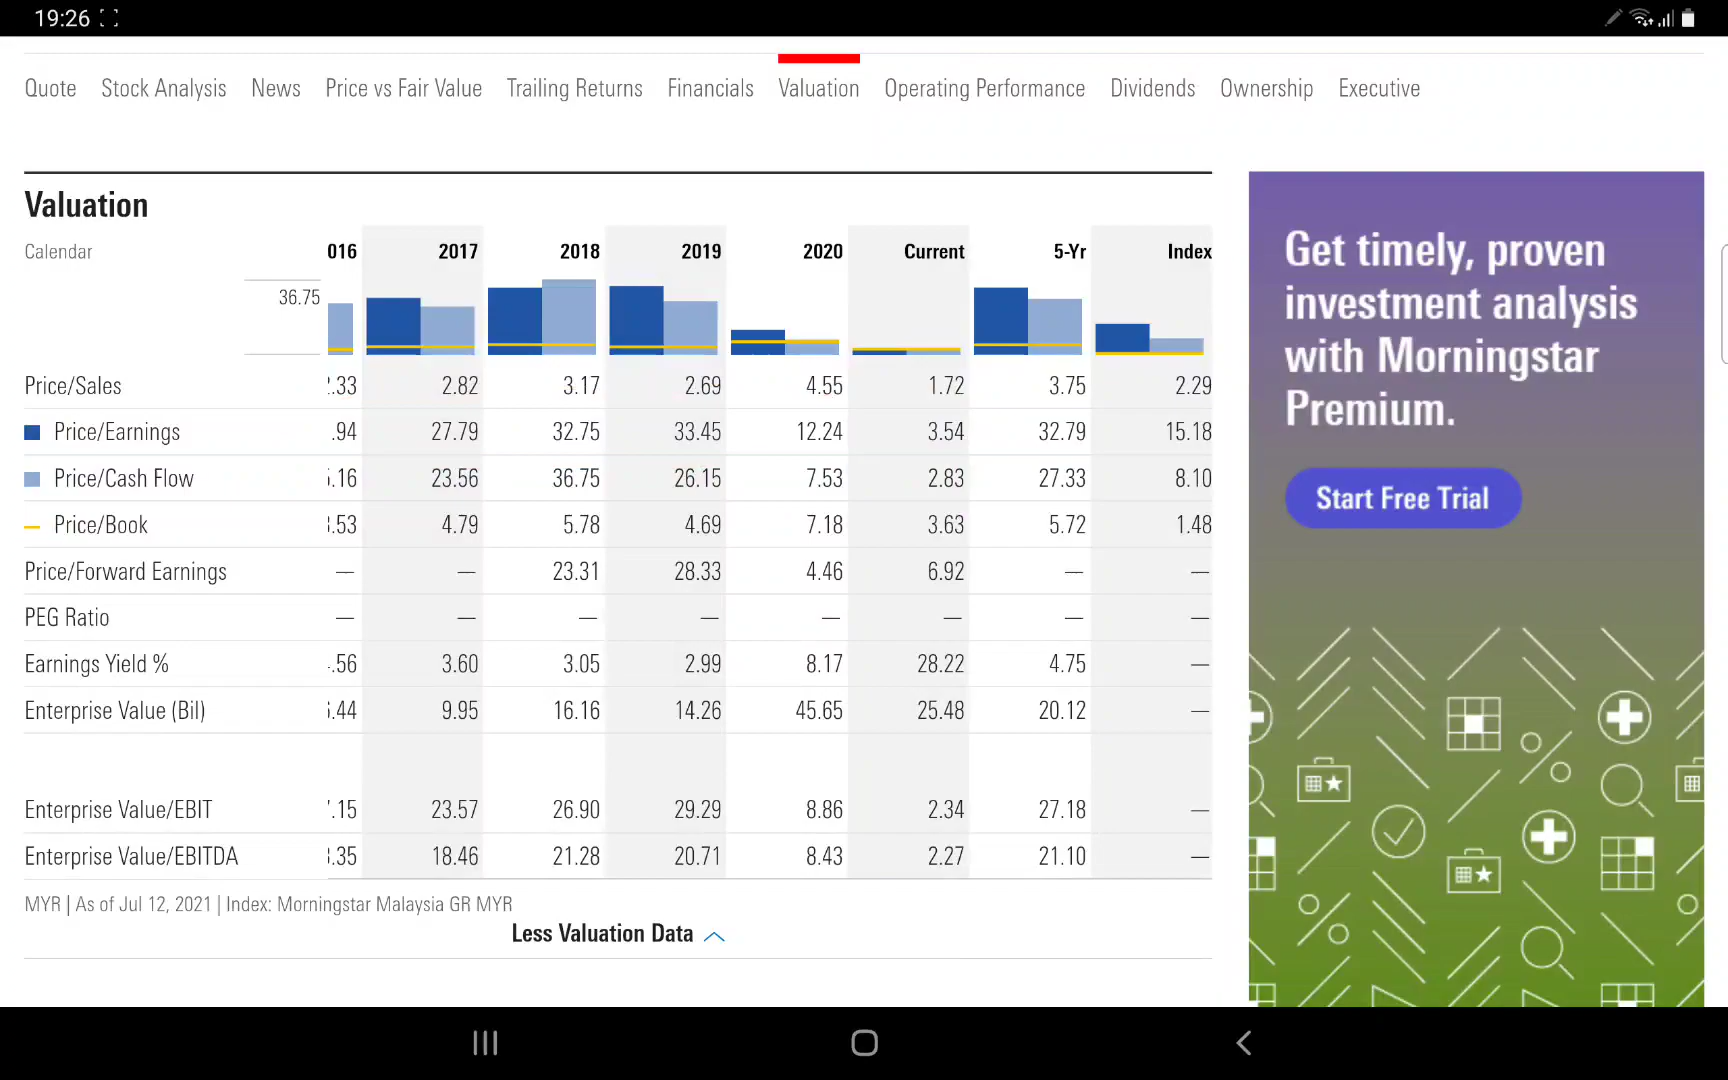 19:26
Quote Stock Analysis News Price vs Fair Value Trailing Returns Financials Valuation Operating Performance Dividends Ownership Executive
Valuation
Calendar 016 2017 2018 2019 2020 Current 5-Yr Index
36.75
Price/Sales .33 2.82 3.17 2.69 4.55 1.72 3.75 2.29
Price/Earnings .94 27.79 32.75 33.45 12.24 3.54 32.79 15.18
Price/Cash Flow .16 23.56 36.75 26.15 7.53 2.83 27.33 8.10
Price/Book .53 4.79 5.78 4.69 7.18 3.63 5.72 1.48
Price/Forward Earnings — — 23.31 28.33 4.46 6.92 — —
PEG Ratio — — — — — — — —
Earnings Yield % .56 3.60 3.05 2.99 8.17 28.22 4.75 —
Enterprise Value (Bil) .44 9.95 16.16 14.26 45.65 25.48 20.12 —
Enterprise Value/EBIT .15 23.57 26.90 29.29 8.86 2.34 27.18 —
Enterprise Value/EBITDA .35 18.46 21.28 20.71 8.43 2.27 21.10 —
MYR | As of Jul 12, 2021 | Index: Morningstar Malaysia GR MYR
Less Valuation Data
Get timely, proven
investment analysis
with Morningstar
Premium.
Start Free Trial